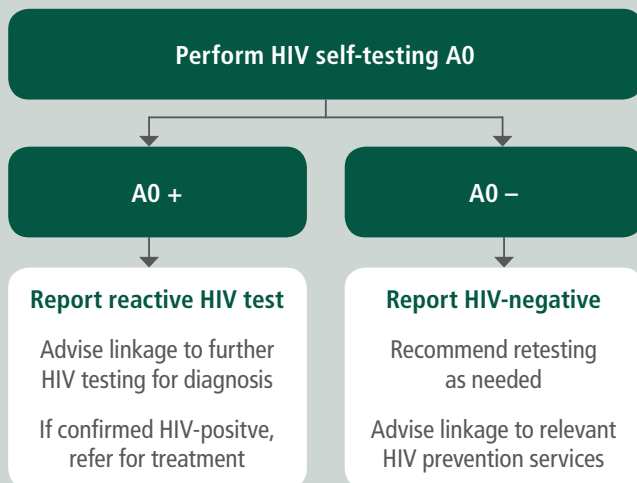 Perform HIV self-testing A0
A0 +
A0 –
Report reactive HIV test
Advise linkage to further
HIV testing for diagnosis
If confirmed HIV-positve,
refer for treatment
Report HIV-negative
Recommend retesting
as needed
Advise linkage to relevant
HIV prevention services